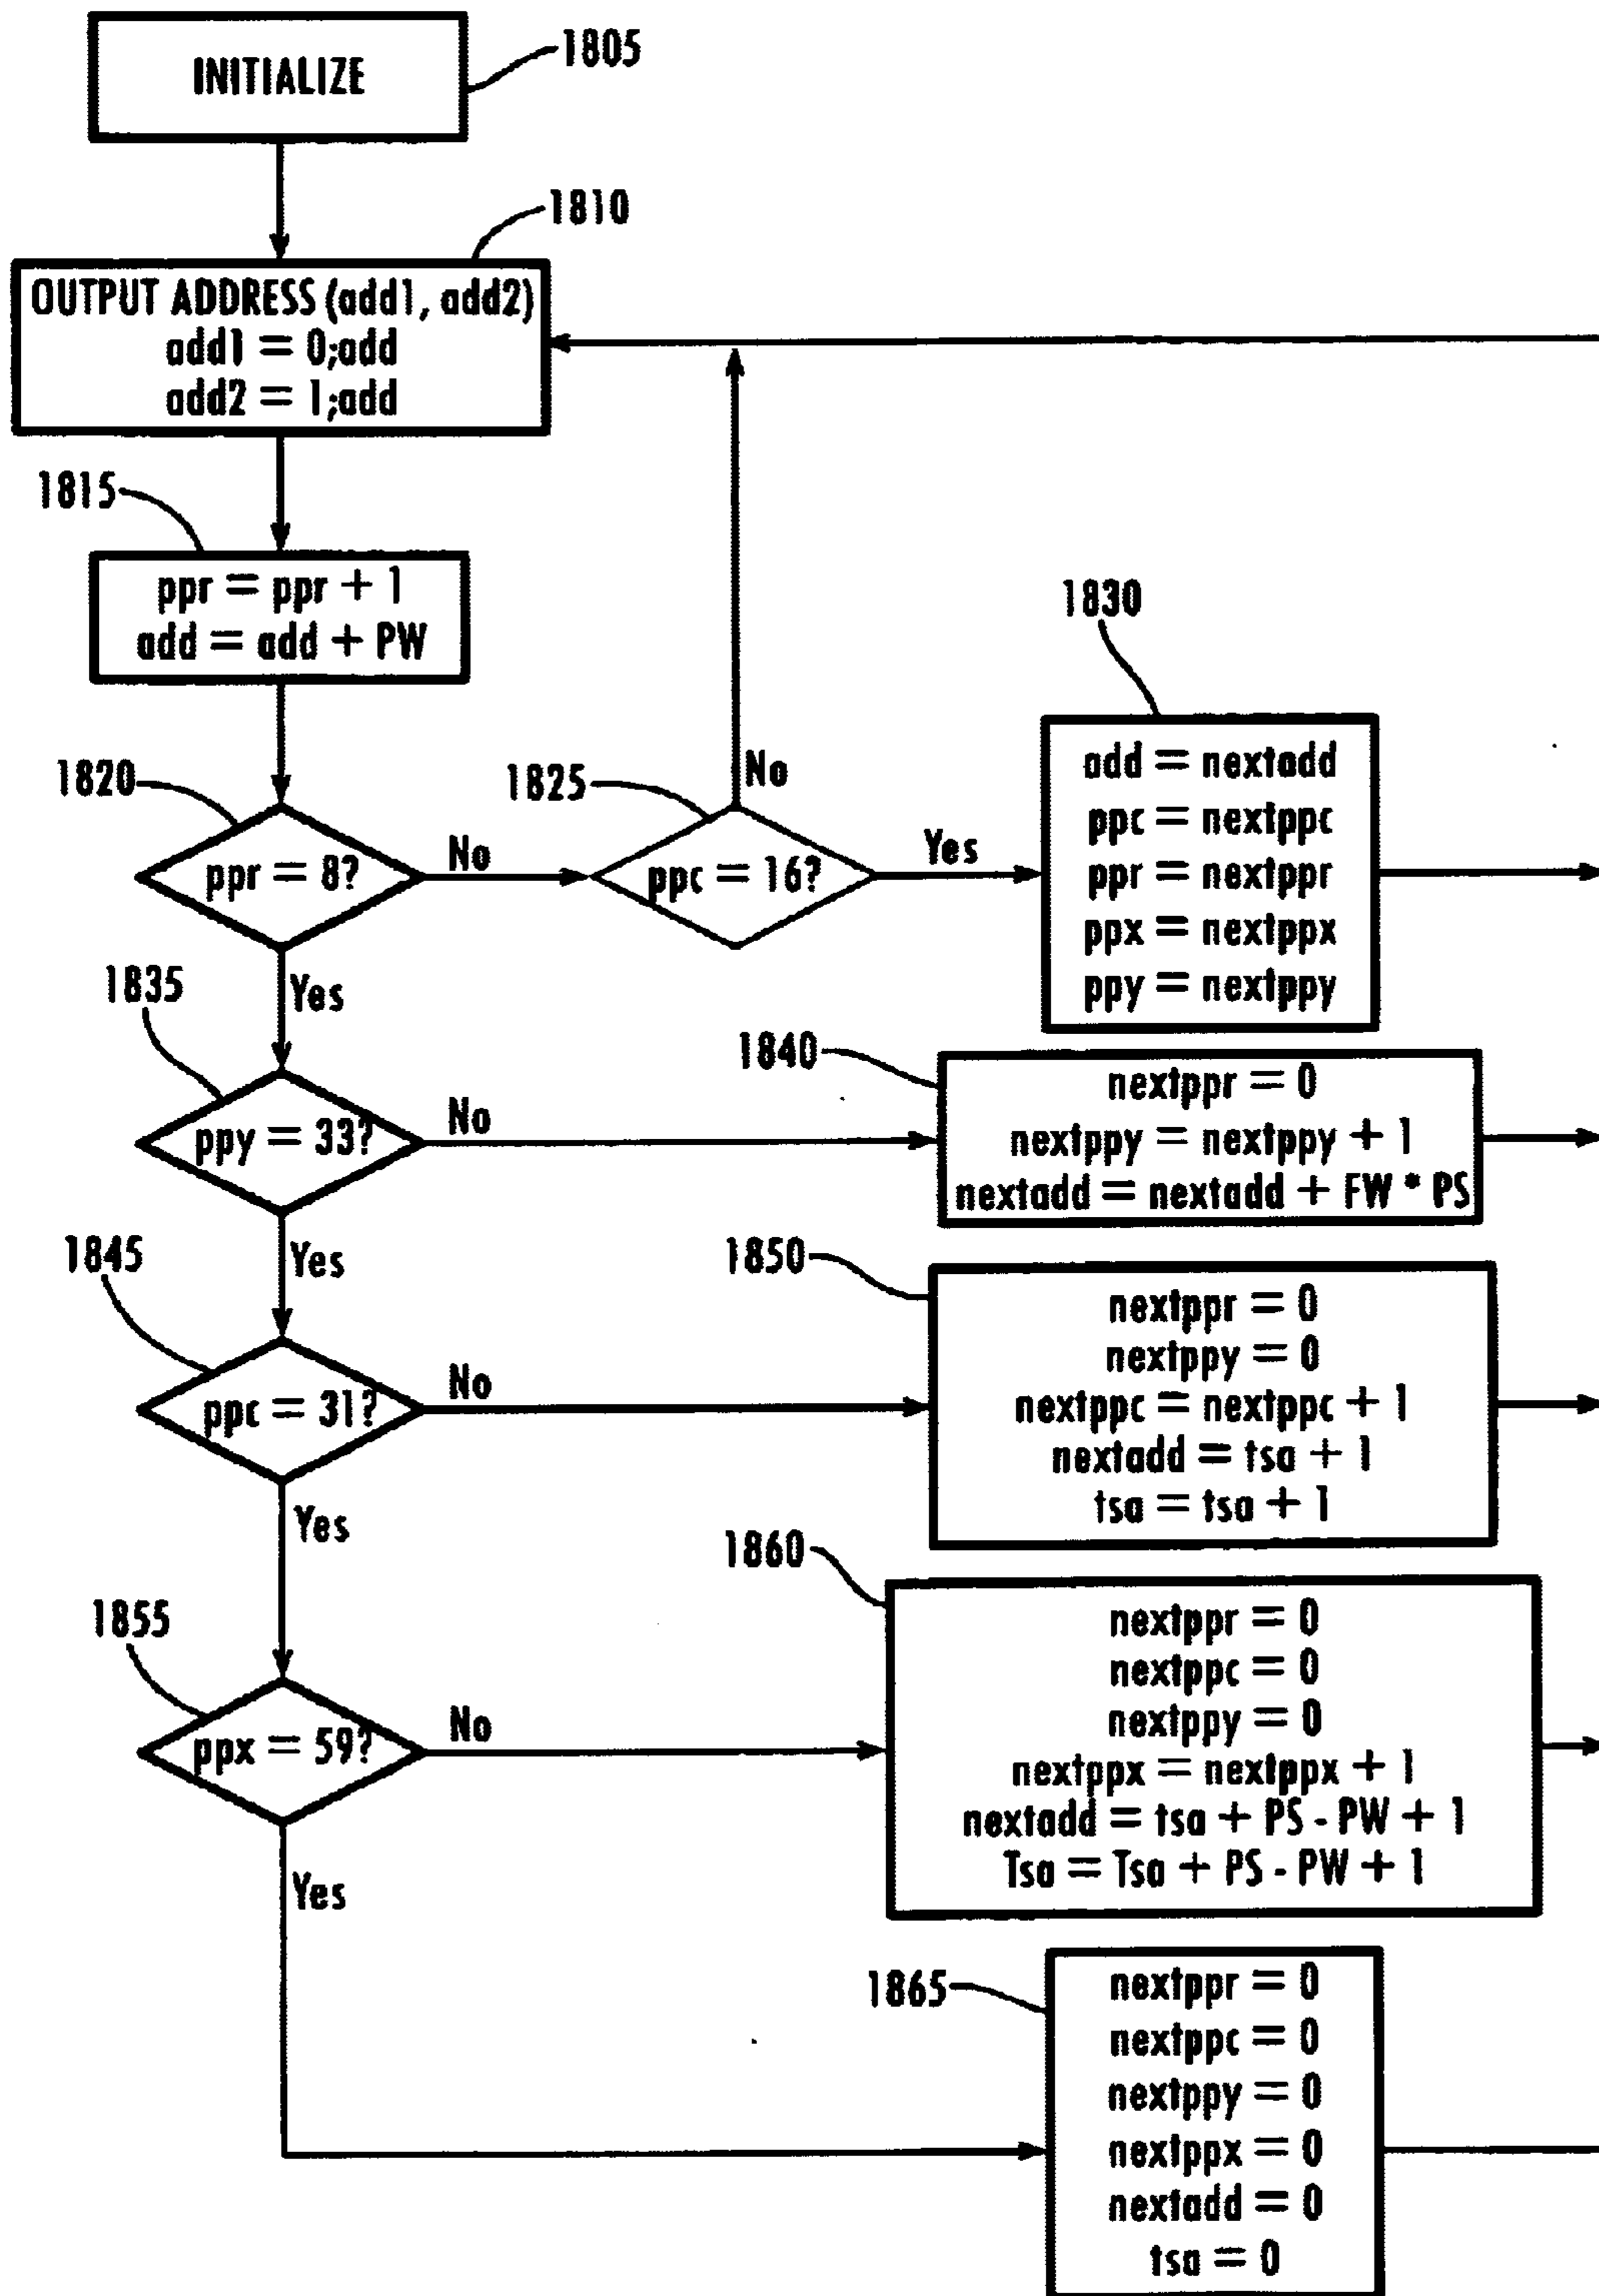 INITIALIZE
1805
1810
OUTPUT ADDRESS (add1, add2)
add1 = 0;add
add2 = 1;add
1815
ppr = ppr + 1
add = add + PW
1820
ppr = 8?
No
1825
ppc = 16?
No
Yes
1830
add = nextadd
ppc = nextppc
ppr = nextppr
ppx = nextppx
ppy = nextppy
Yes
1835
ppy = 33?
No
1840
nextppr = 0
nextppy = nextppy + 1
nextadd = nextadd + FW * PS
Yes
1845
ppc = 31?
No
1850
nextppr = 0
nextppy = 0
nextppc = nextppc + 1
nextadd = tsa + 1
tsa = tsa + 1
Yes
1855
ppx = 59?
No
1860
nextppr = 0
nextppc = 0
nextppy = 0
nextppx = nextppx + 1
nextadd = tsa + PS - PW + 1
Tsa = Tsa + PS - PW + 1
Yes
1865
nextppr = 0
nextppc = 0
nextppy = 0
nextppx = 0
nextadd = 0
tsa = 0